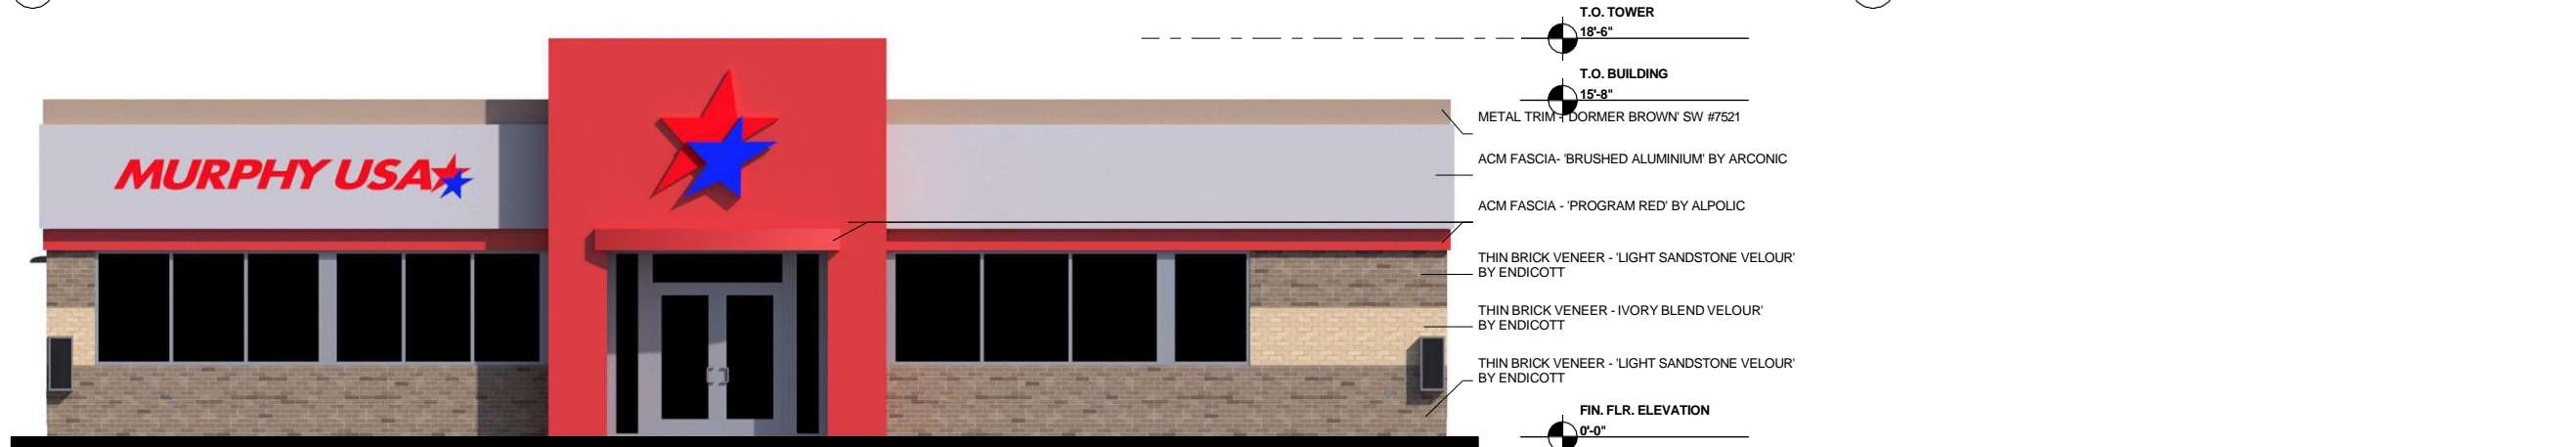 T.O. TOWER
18'-6"
T.O. BUILDING
15'-8"
METAL TRIM - 'DORMER BROWN' SW #7521
ACM FASCIA- 'BRUSHED ALUMINIUM' BY ARCONIC
MURPHY USA
ACM FASCIA - 'PROGRAM RED' BY ALPOLIC
THIN BRICK VENEER - 'LIGHT SANDSTONE VELOUR'
BY ENDICOTT
THIN BRICK VENEER - IVORY BLEND VELOUR'
BY ENDICOTT
THIN BRICK VENEER - 'LIGHT SANDSTONE VELOUR'
BY ENDICOTT
FIN. FLR. ELEVATION
0'-0"